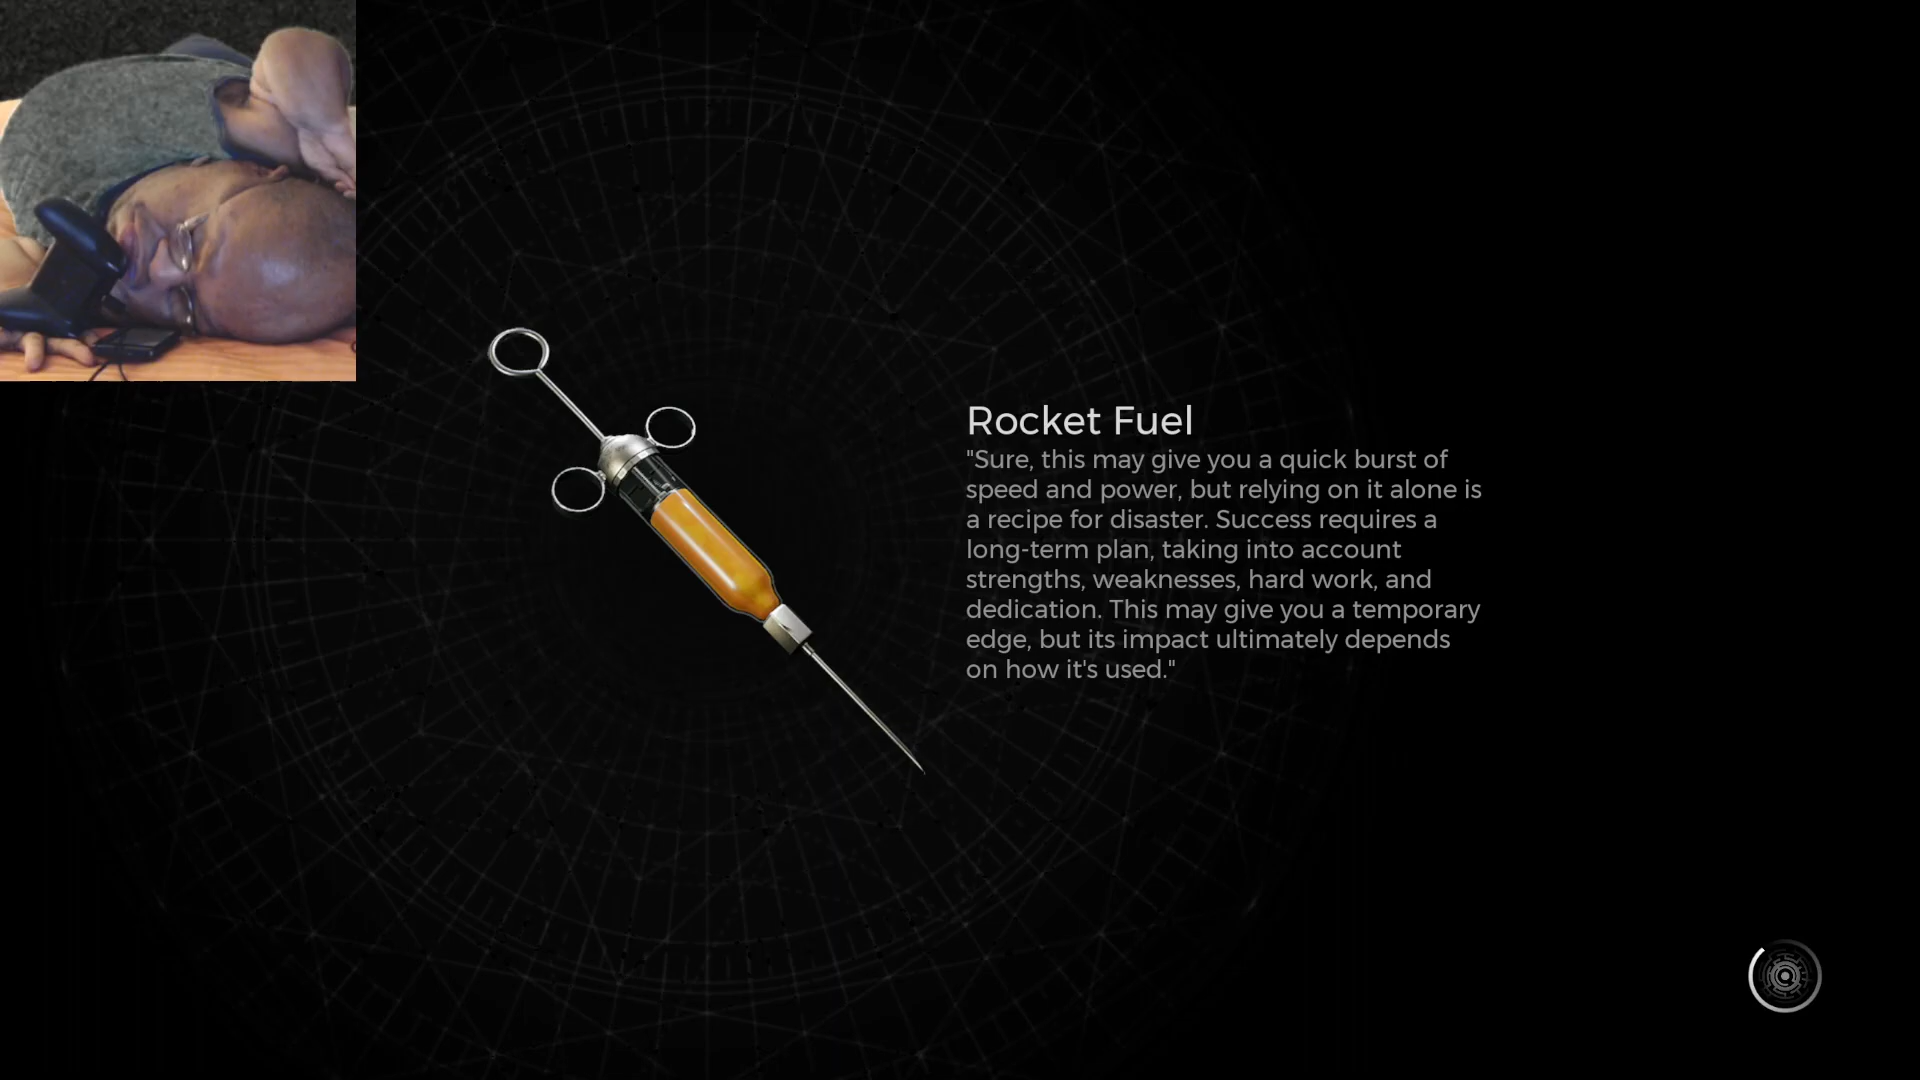 Rocket Fuel
"Sure, this may give you a quick burst of
speed and power, but relying on it alone is
a recipe for disaster. Success requires a
long-term plan, taking into account
strengths, weaknesses, hard work, and
dedication. This may give you a temporary
edge, but its impact ultimately depends
on how it's used."